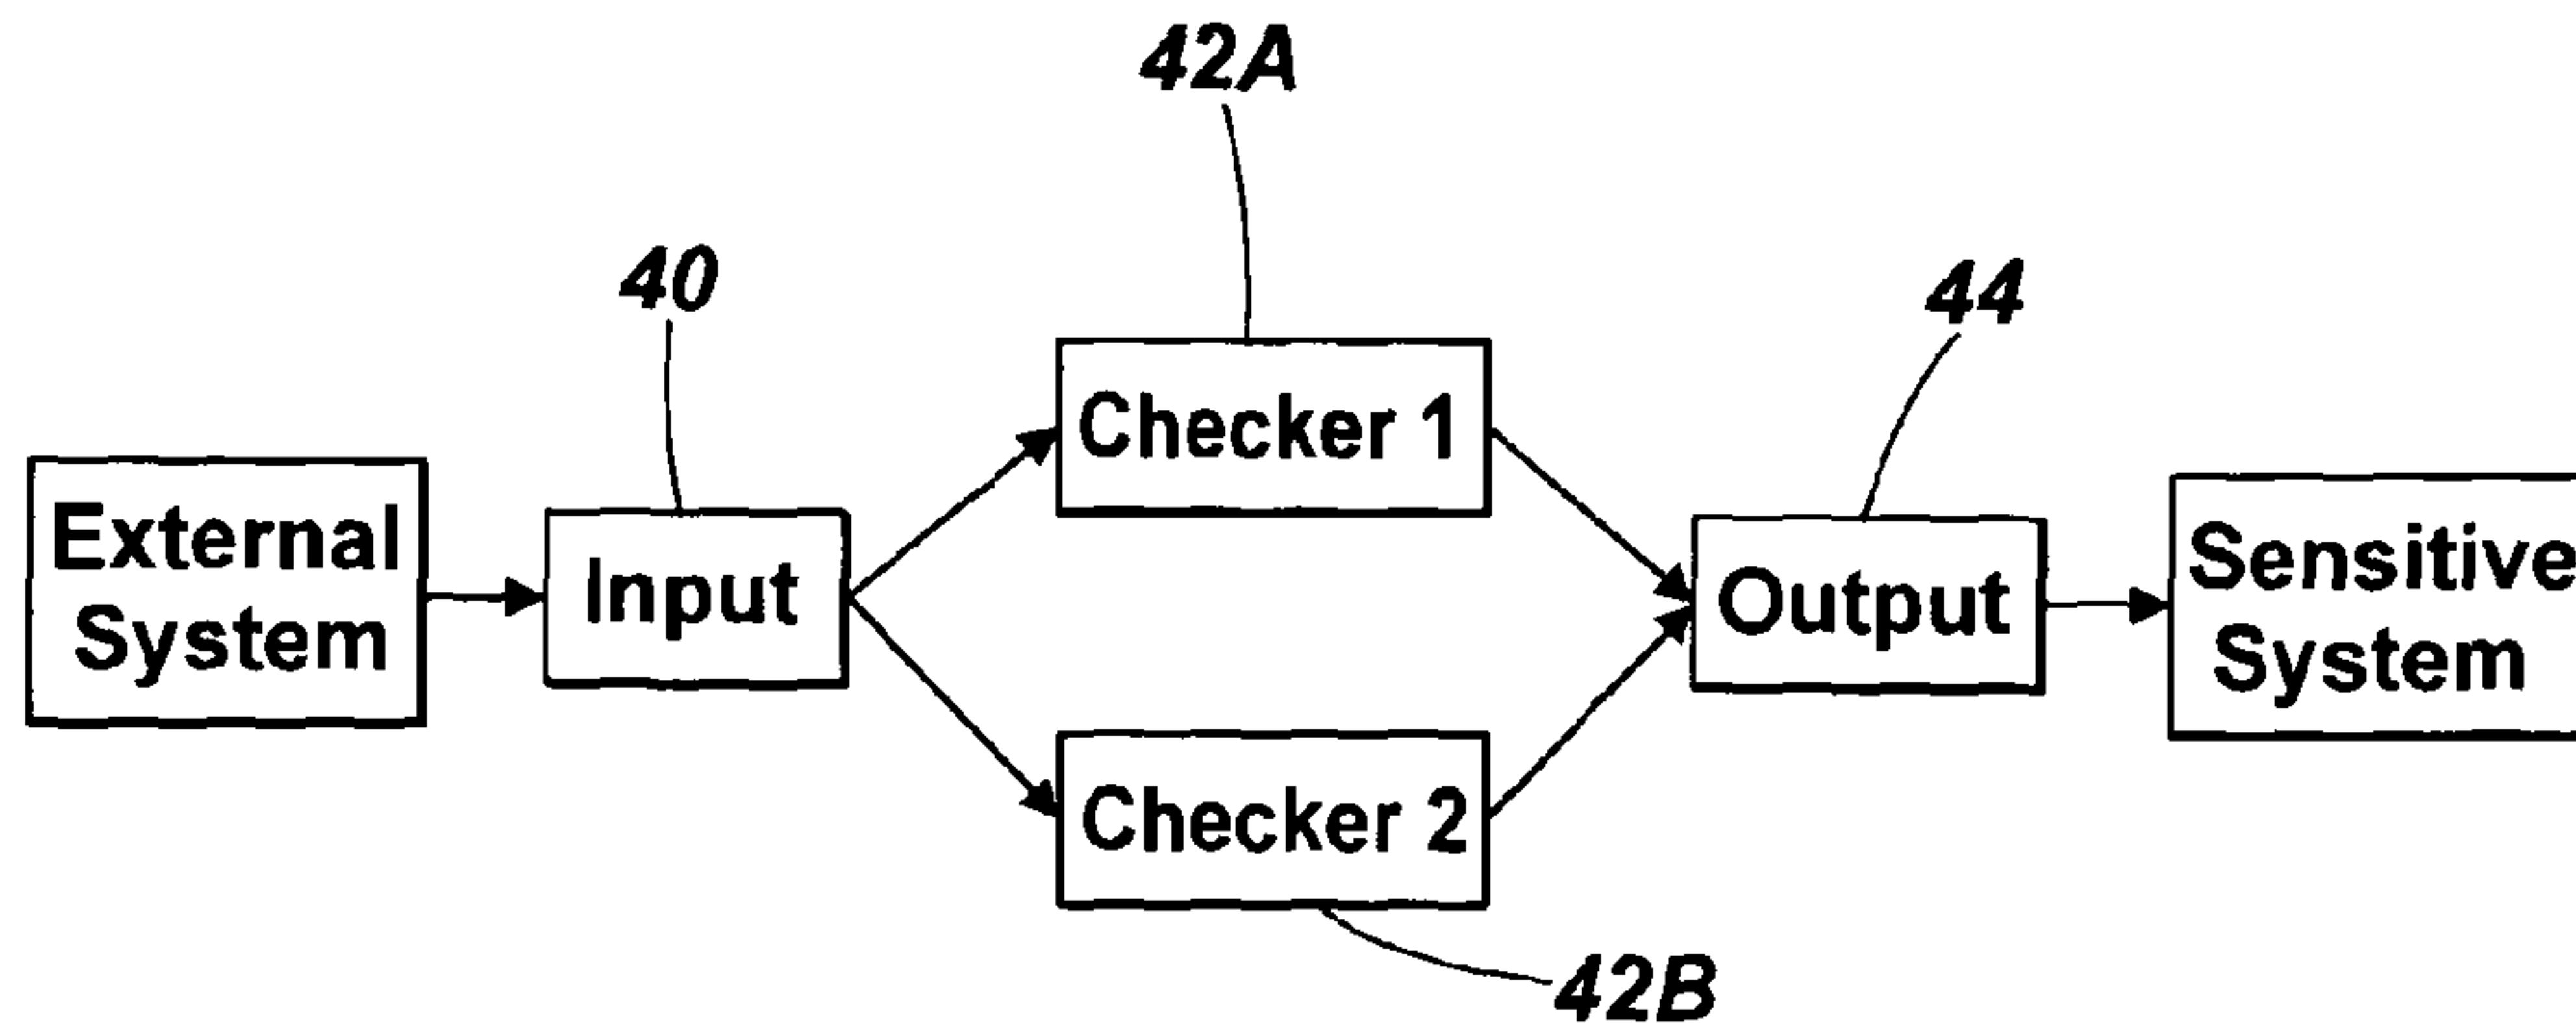 42A
40
44
Checker 1
External
System
Input
Output
Sensitive
System
Checker 2
42B